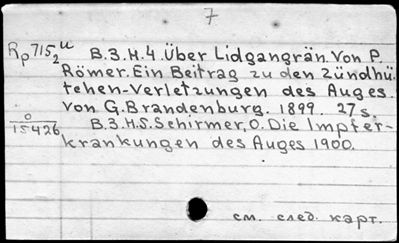 7
Rp 715 2 u B.3.H.4. Über Lidgangrän. Von P.
Römer. Ein Beitrag zu den Zündhü-
tchen-Verletzungen des Auges.
Von G. Brandenburg. 1899. 27 s.
0
15426 B.3.H.5. Schirmer, O. Die Impfer-
krankungen des Auges 1900.
см. след. карт.